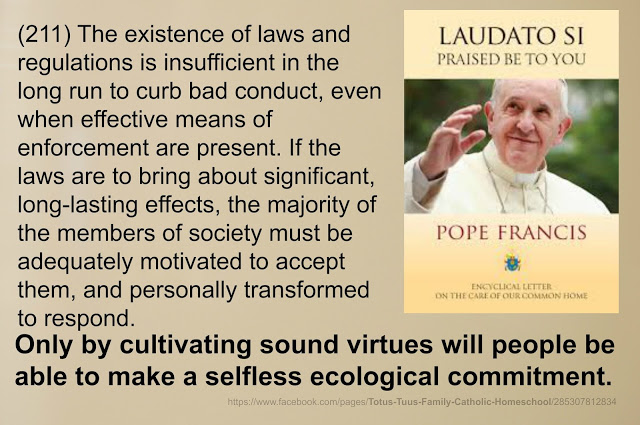 (211) The existence of laws and
regulations is insufficient in the
long run to curb bad conduct, even
when effective means of
enforcement are present. If the
laws are to bring about significant,
long-lasting effects, the majority of
the members of society must be
adequately motivated to accept
them, and personally transformed
to respond.
Only by cultivating sound virtues will people be
able to make a selfless ecological commitment.
LAUDATO SI
PRAISED BE TO YOU
POPE FRANCIS
ENCYCLICAL LETTER
ON THE CARE OF OUR COMMON HOME
https://www.facebook.com/pages/Totus-Tuus-Family-Catholic-Homeschool/285307812834